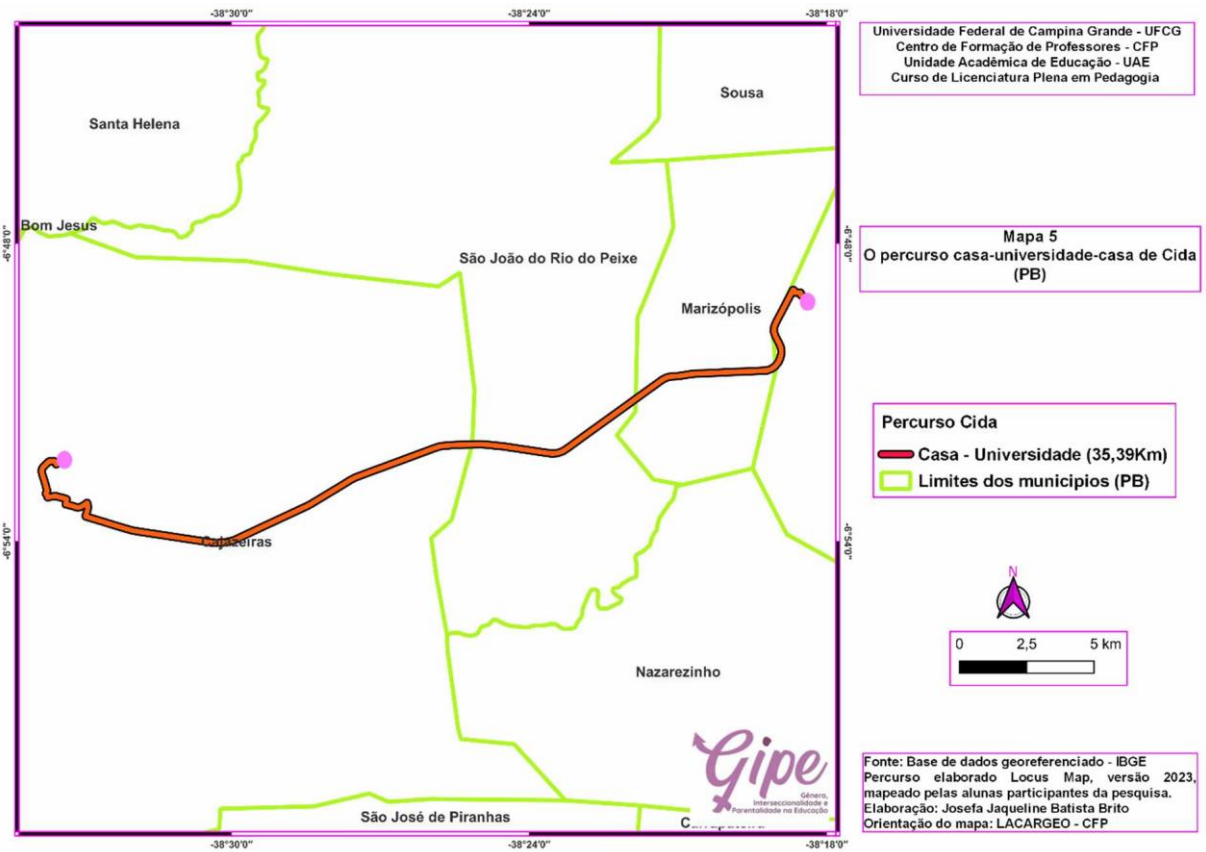 -38°30'0"
-38°24'0"
-38°18'0"
Universidade Federal de Campina Grande - UFCG
Centro de Formação de Professores - CFP
Unidade Acadêmica de Educação - UAE
Curso de Licenciatura Plena em Pedagogia
Santa Helena
Sousa
Bom Jesus
-6°48'0"
-6°48'0"
São João do Rio do Peixe
Marizópolis
Mapa 5
O percurso casa-universidade-casa de Cida
(PB)
Percurso Cida
Casa - Universidade (35,39Km)
Limites dos municipios (PB)
-6°54'0"
-6°54'0"
Cajazeiras
N
0 2,5 5 km
Nazarezinho
Gipe
Gênero,
Interseccionalidade e
Parentalidade na Educação
São José de Piranhas
Carrapateira
Fonte: Base de dados georeferenciado - IBGE
Percurso elaborado Locus Map, versão 2023,
mapeado pelas alunas participantes da pesquisa.
Elaboração: Josefa Jaqueline Batista Brito
Orientação do mapa: LACARGEO - CFP
-38°30'0"
-38°24'0"
-38°18'0"